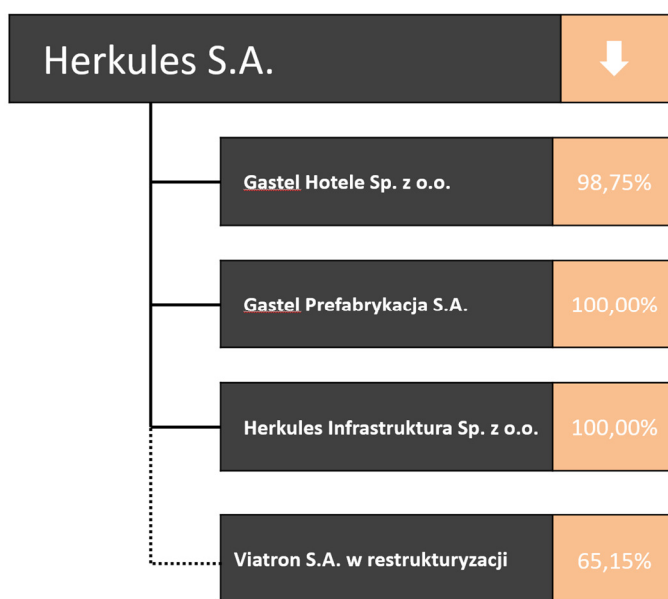 Herkules S.A.
Gastel Hotele Sp. z o.o. 98,75%
Gastel Prefabrykacja S.A. 100,00%
Herkules Infrastruktura Sp. z o.o. 100,00%
Viatron S.A. w restrukturyzacji 65,15%